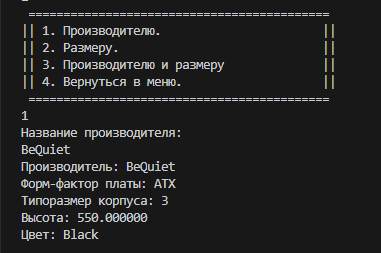 =========================================
|| 1. Производителю.                     ||
|| 2. Размеру.                           ||
|| 3. Производителю и размеру            ||
|| 4. Вернуться в меню.                  ||
=========================================
1
Название производителя:
BeQuiet
Производитель: BeQuiet
Форм-фактор платы: ATX
Типоразмер корпуса: 3
Высота: 550.000000
Цвет: Black